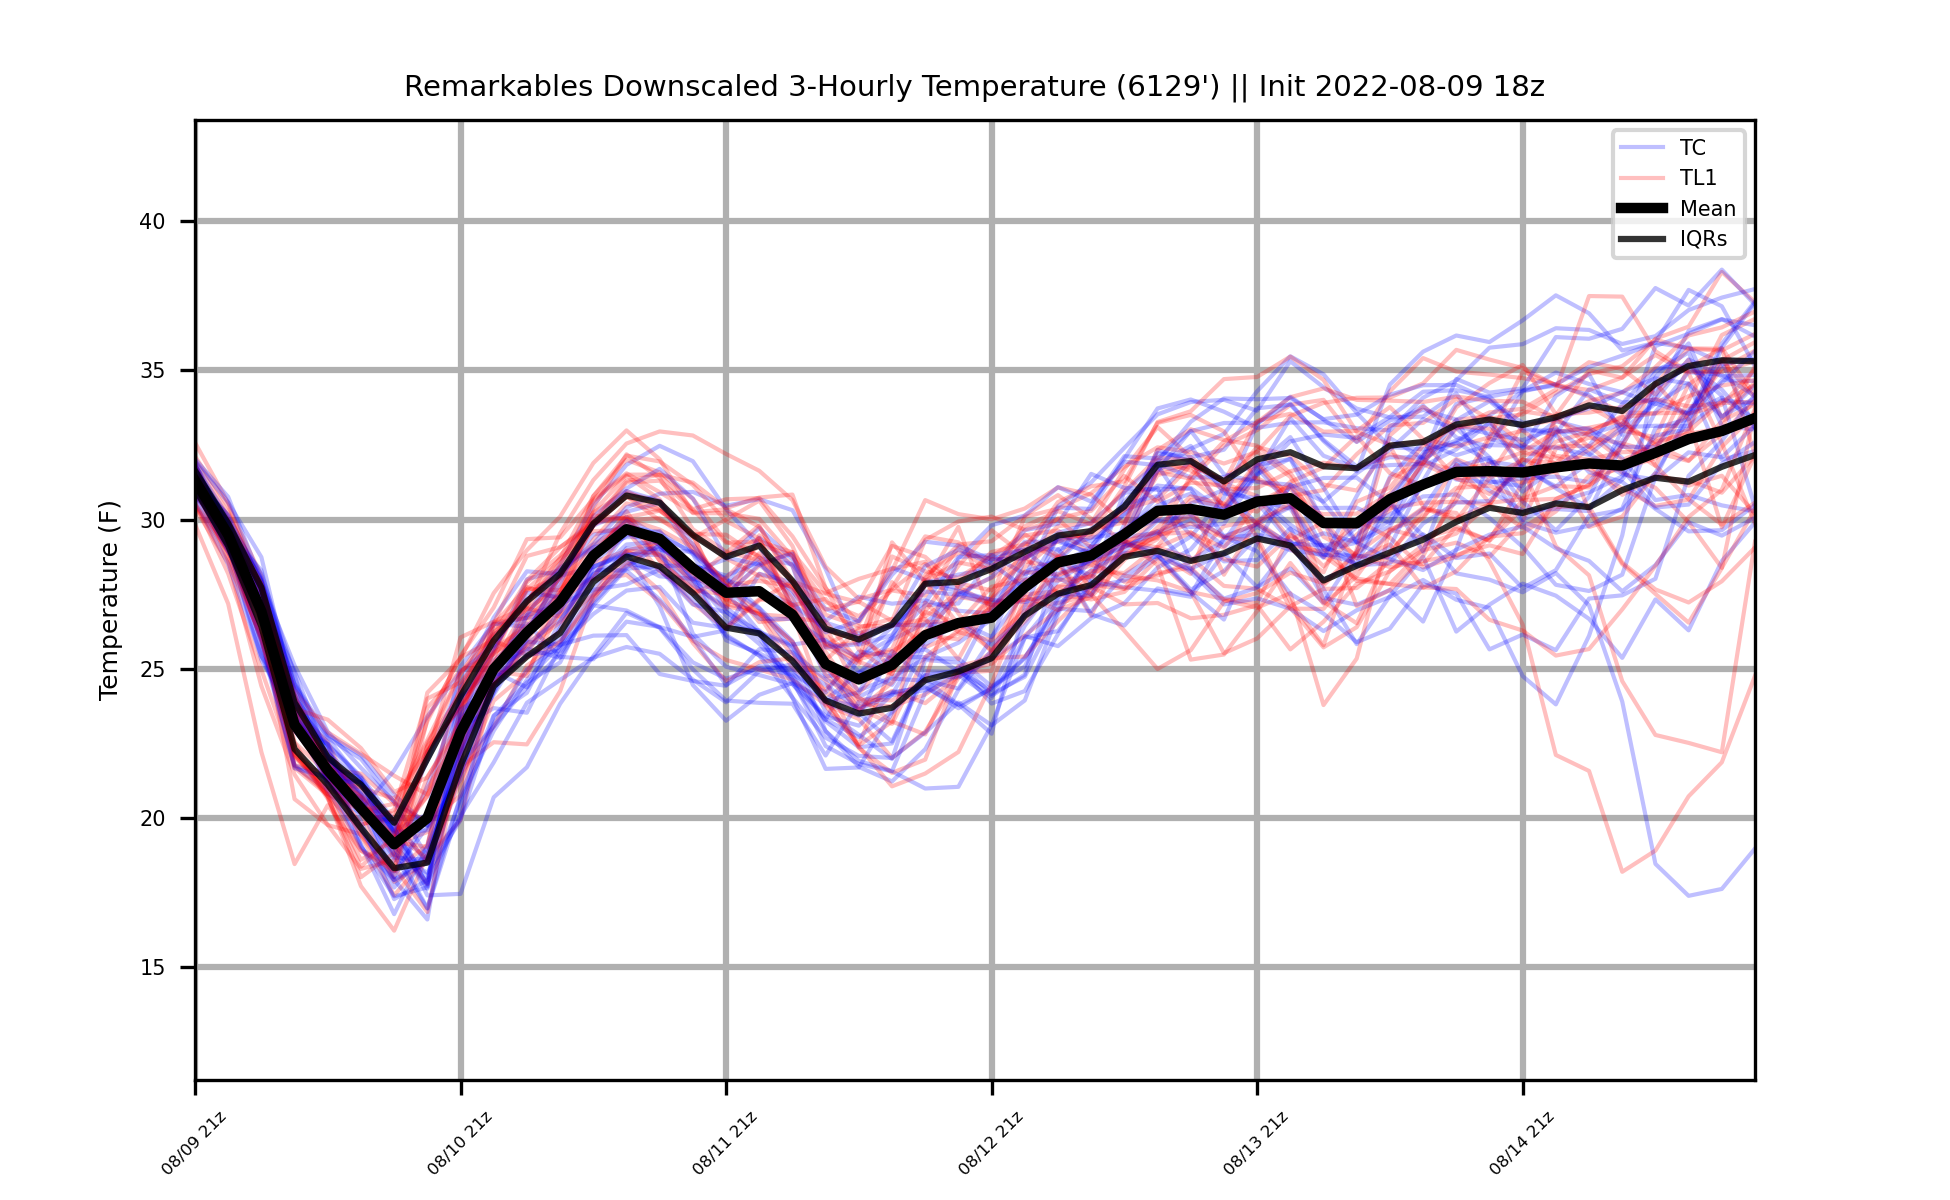 Remarkables Downscaled 3-Hourly Temperature (6129') || Init 2022-08-09 18z
TC
TL1
Mean
IQRs
Temperature (F)
40
35
30
25
20
15
08/09 21z
08/10 21z
08/11 21z
08/12 21z
08/13 21z
08/14 21z